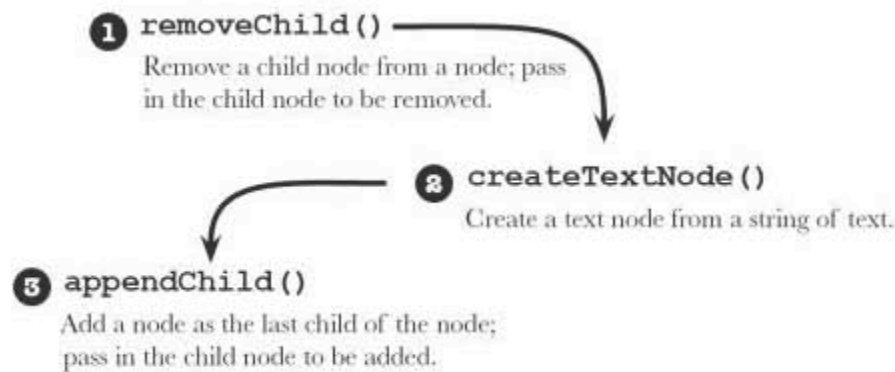 1 removeChild()
Remove a child node from a node; pass
in the child node to be removed.
2 createTextNode()
Create a text node from a string of text.
3 appendChild()
Add a node as the last child of the node;
pass in the child node to be added.